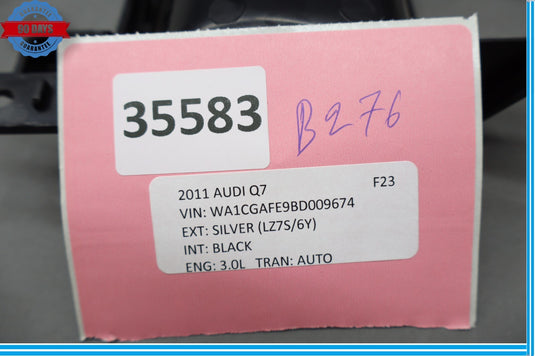 GUARANTEE
90 DAYS
GUARANTEE
35583
B276
2011 AUDI Q7 F23
VIN: WA1CGAFE9BD009674
EXT: SILVER (LZ7S/6Y)
INT: BLACK
ENG: 3.0L TRAN: AUTO